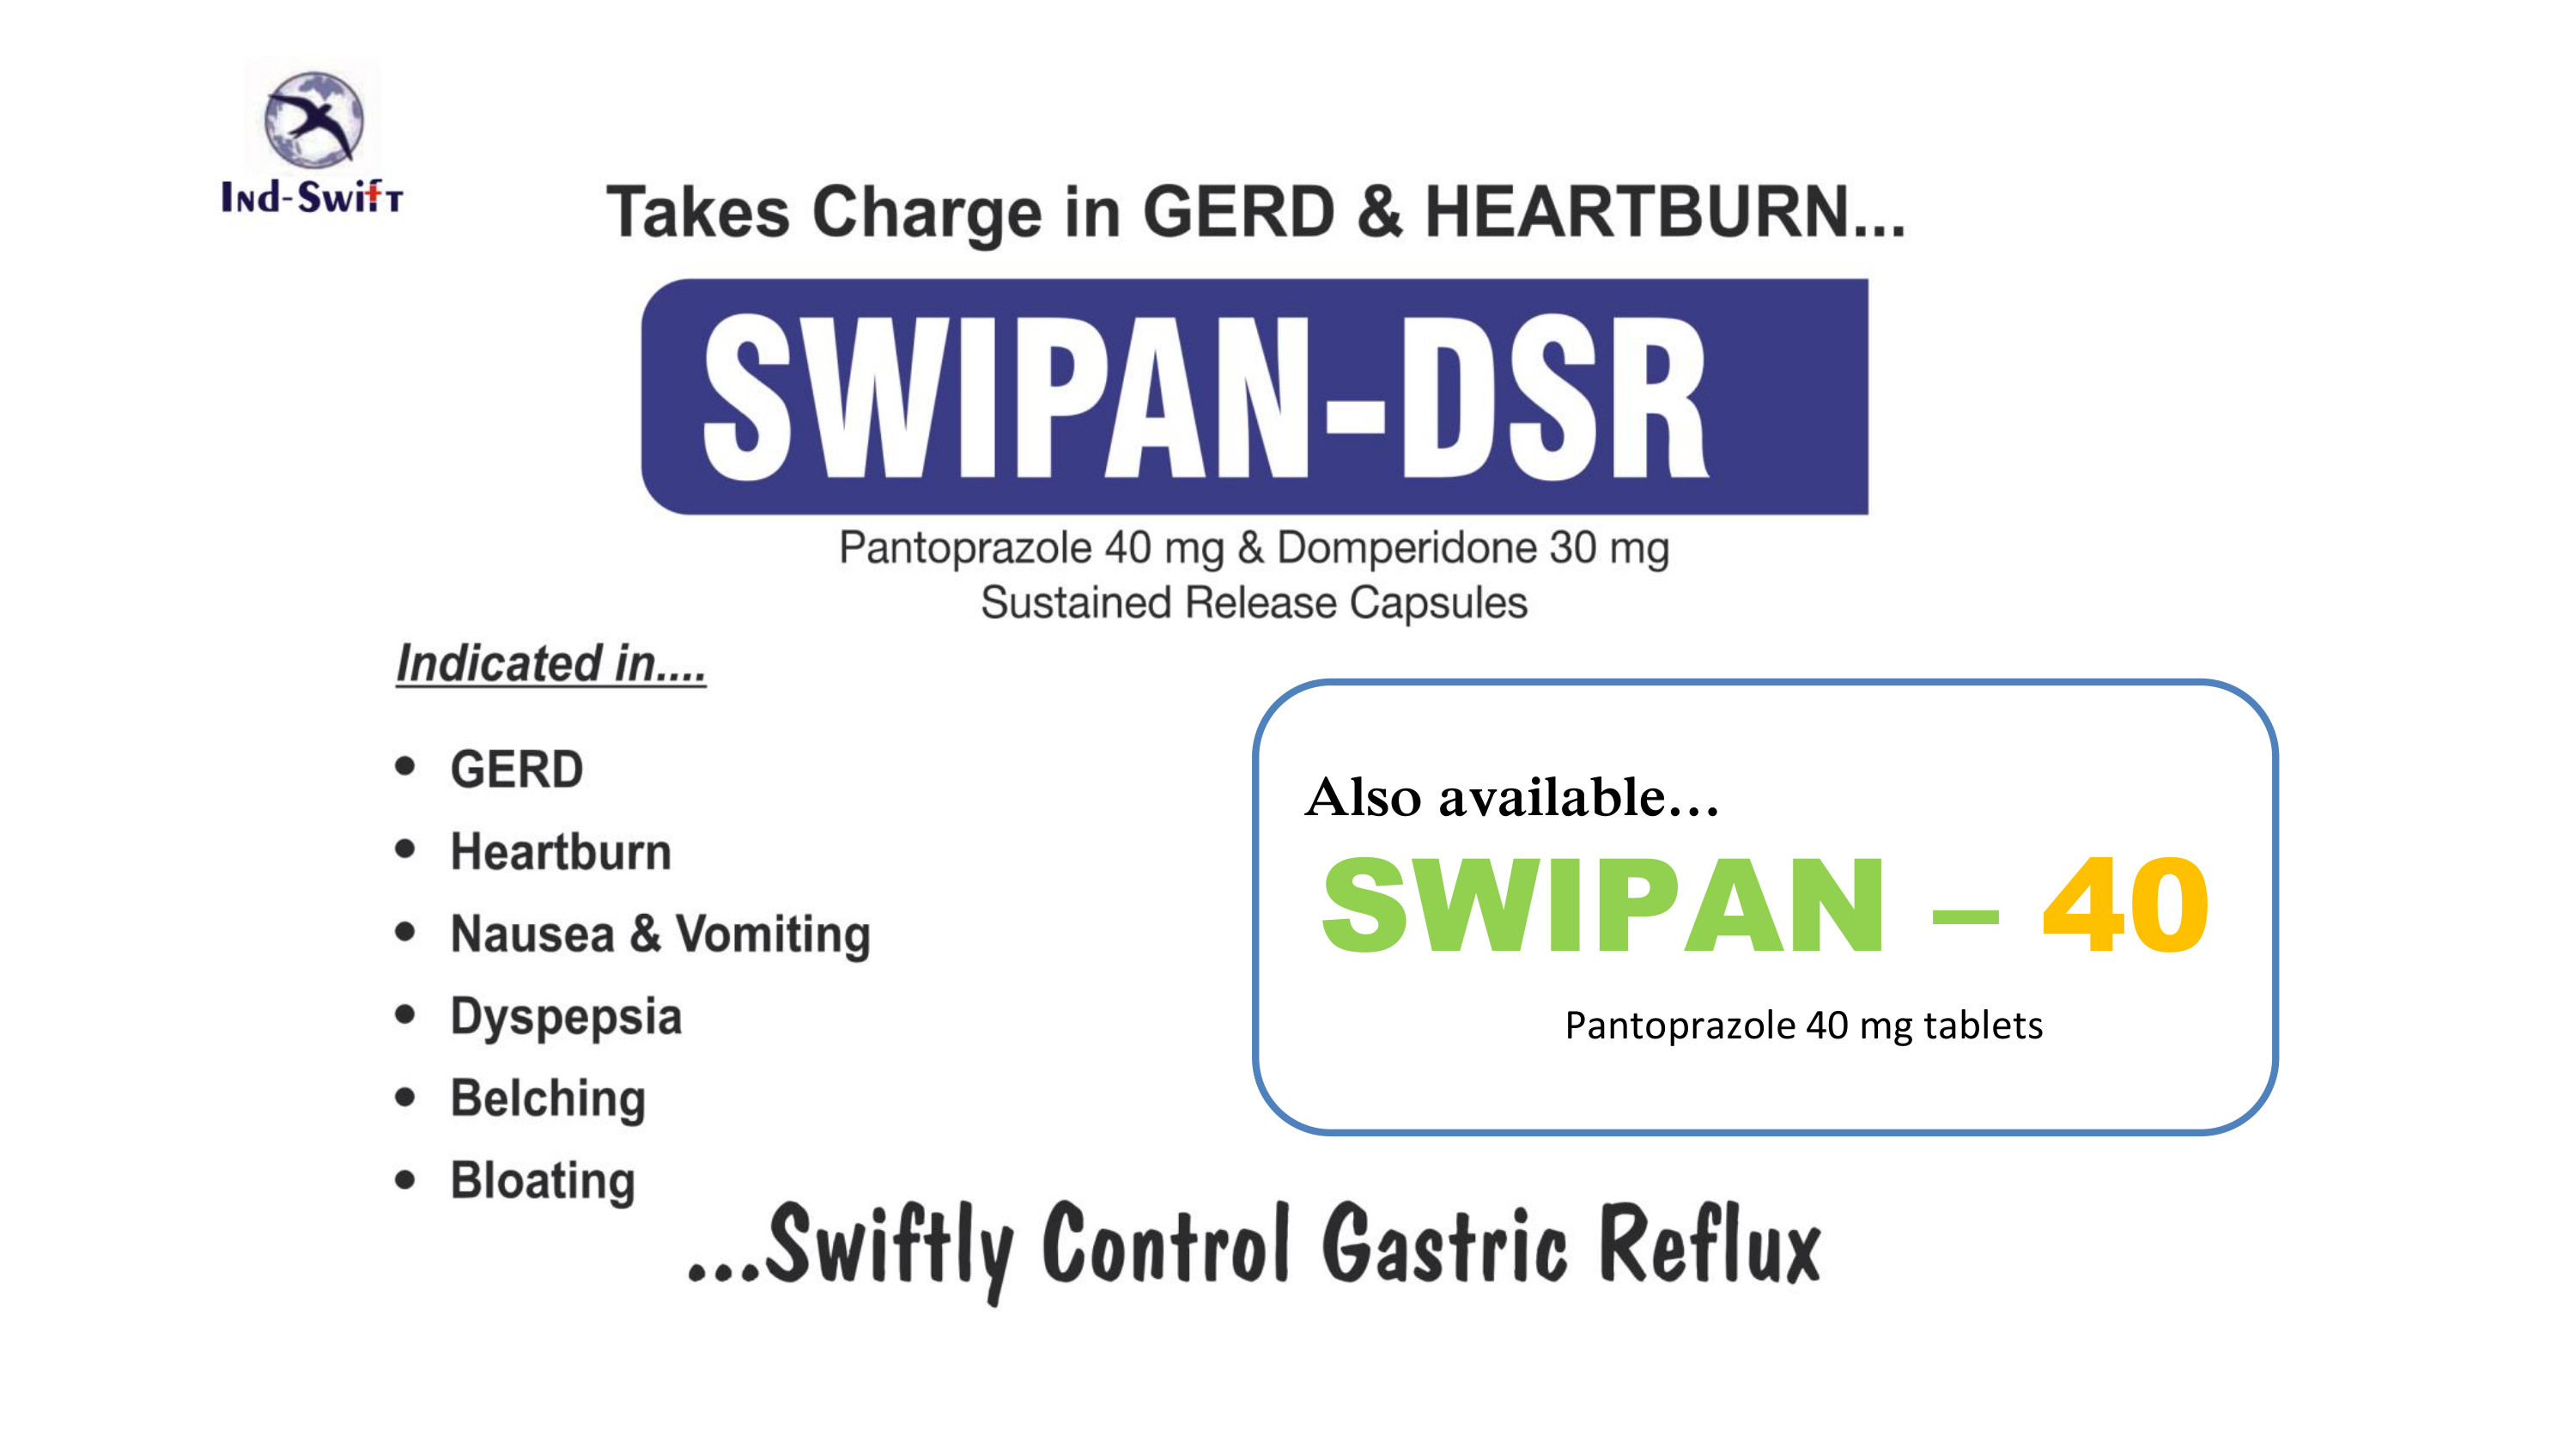 Ind-Swift
Takes Charge in GERD & HEARTBURN...
SWIPAN-DSR
Pantoprazole 40 mg & Domperidone 30 mg
Sustained Release Capsules
Indicated in....
• GERD
• Heartburn
• Nausea & Vomiting
• Dyspepsia
• Belching
• Bloating
Also available...
SWIPAN – 40
Pantoprazole 40 mg tablets
...Swiftly Control Gastric Reflux